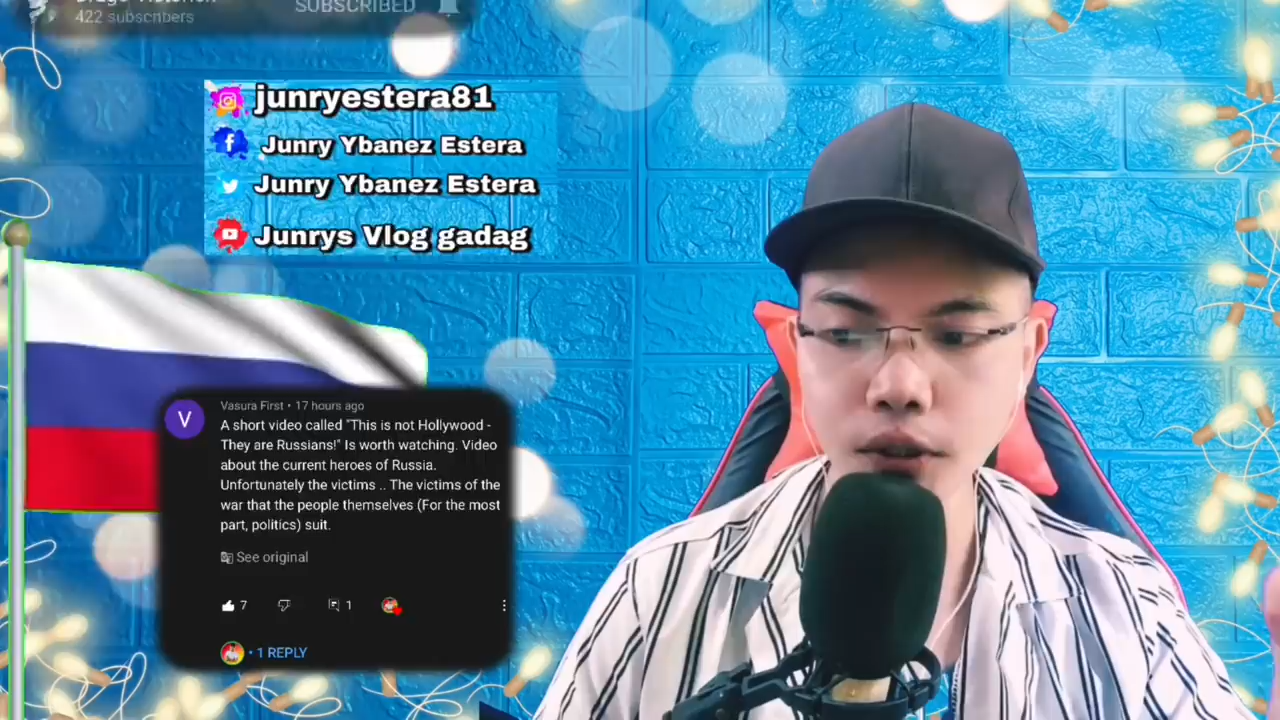 SUBSCRIBED
422 subscribers
junryestera81
Junry Ybanez Estera
Junry Ybanez Estera
Junrys Vlog gadag
V
Vasura First • 17 hours ago
A short video called "This is not Hollywood -
They are Russians!" Is worth watching. Video
about the current heroes of Russia.
Unfortunately the victims .. The victims of the
war that the people themselves (For the most
part, politics) suit.
See original
7
1
• 1 REPLY